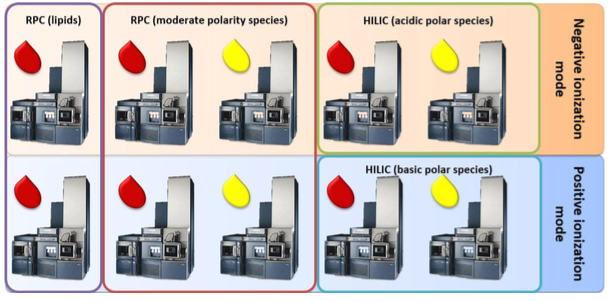 RPC (lipids)
RPC (moderate polarity species)
HILIC (acidic polar species)
Negative ionization
mode
HILIC (basic polar species)
Positive ionization
mode